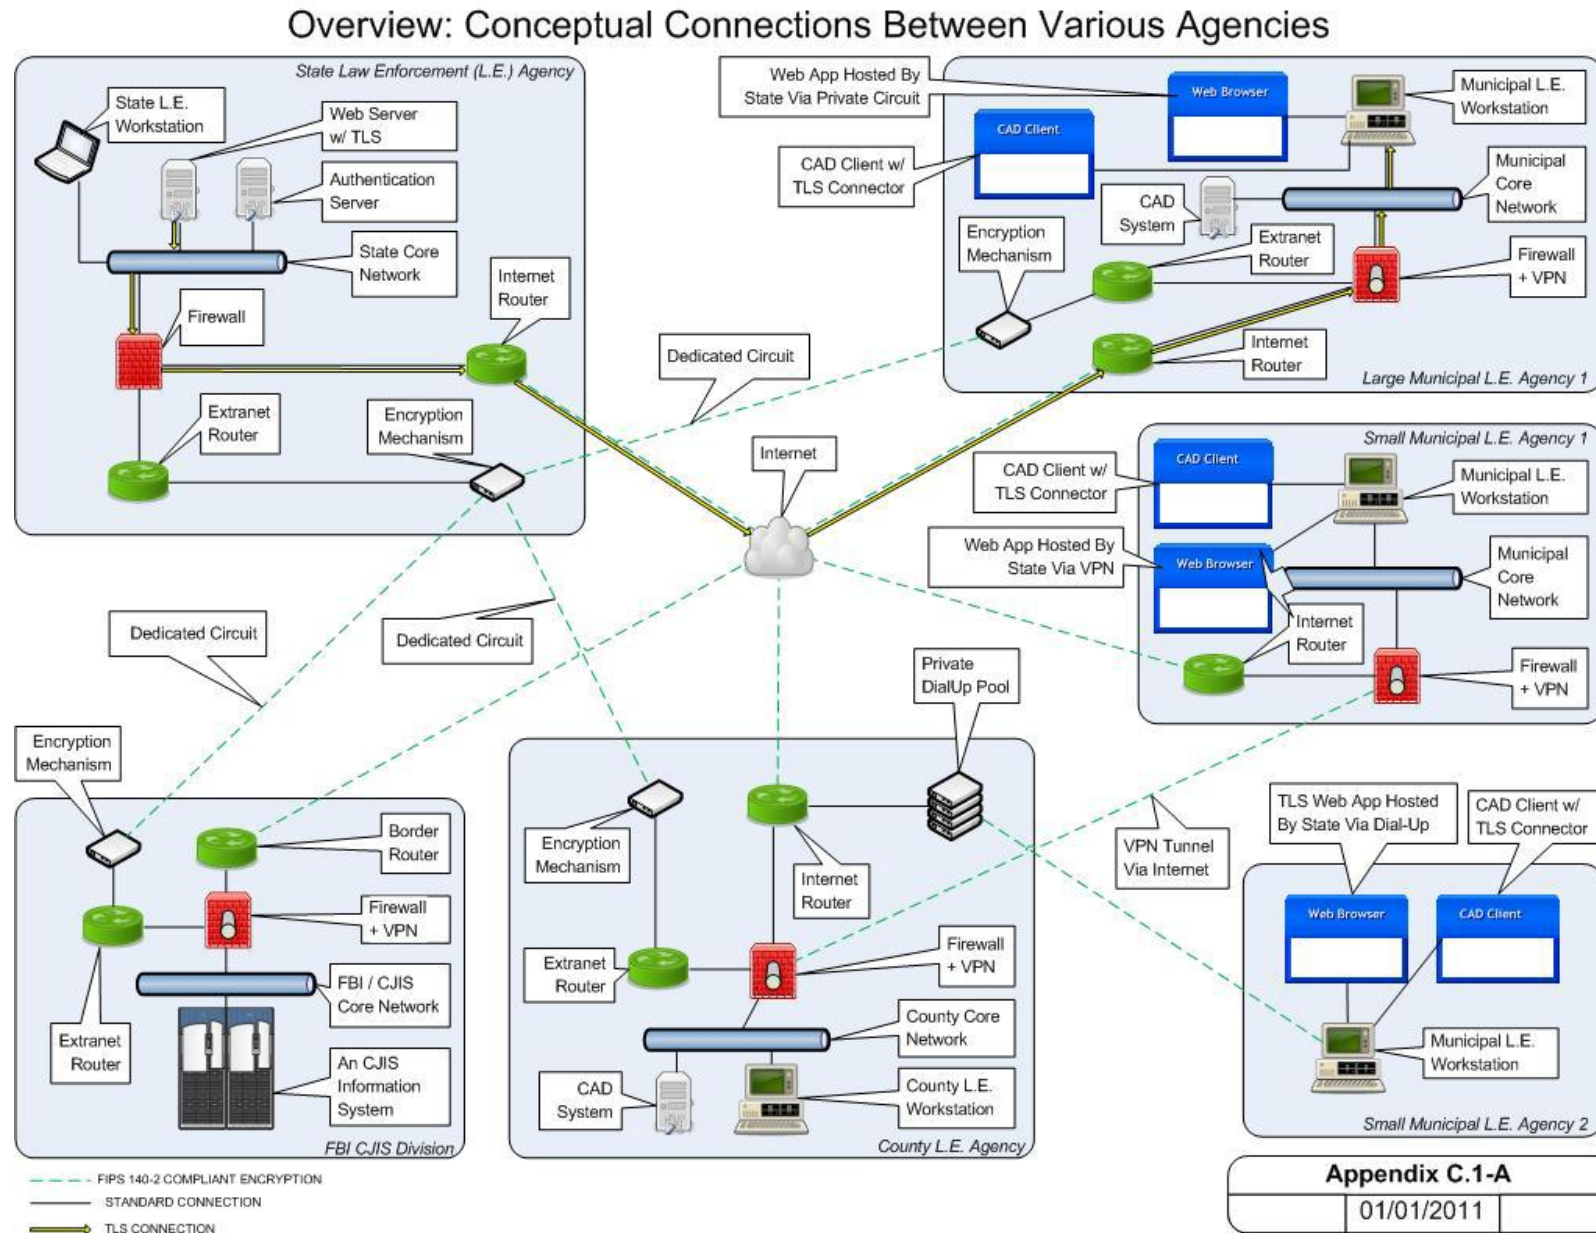 Overview: Conceptual Connections Between Various Agencies
State Law Enforcement (L.E.) Agency
State L.E.
Workstation
Web Server
w/ TLS
Authentication
Server
State Core
Network
Internet
Router
Firewall
Extranet
Router
Encryption
Mechanism
Dedicated Circuit
Internet
Web App Hosted By
State Via Private Circuit
Web Browser
Municipal L.E.
Workstation
CAD Client
CAD Client w/
TLS Connector
Municipal
Core
Network
CAD
System
Encryption
Mechanism
Extranet
Router
Firewall
+ VPN
Internet
Router
Large Municipal L.E. Agency 1
Small Municipal L.E. Agency 1
CAD Client
CAD Client w/
TLS Connector
Municipal L.E.
Workstation
Web App Hosted By
State Via VPN
Web Browser
Municipal
Core
Network
Internet
Router
Firewall
+ VPN
Dedicated Circuit
Dedicated Circuit
Private
DialUp Pool
Encryption
Mechanism
Border
Router
Firewall
+ VPN
FBI / CJIS
Core Network
Extranet
Router
An CJIS
Information
System
FBI CJIS Division
Encryption
Mechanism
Internet
Router
Extranet
Router
Firewall
+ VPN
County Core
Network
CAD
System
County L.E.
Workstation
County L.E. Agency
VPN Tunnel
Via Internet
TLS Web App Hosted
By State Via Dial-Up
CAD Client w/
TLS Connector
Web Browser
CAD Client
Municipal L.E.
Workstation
Small Municipal L.E. Agency 2
FIPS 140-2 COMPLIANT ENCRYPTION
STANDARD CONNECTION
TLS CONNECTION
Appendix C.1-A
01/01/2011